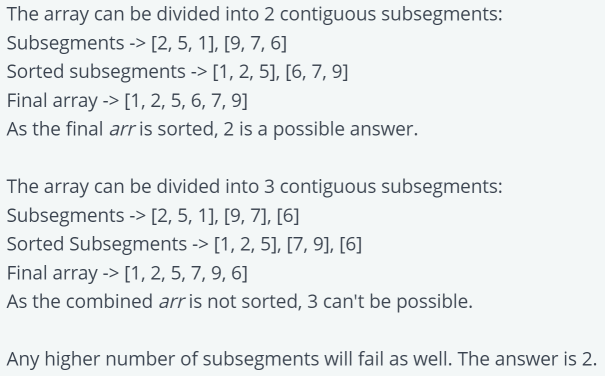 The array can be divided into 2 contiguous subsegments:
Subsegments -> [2, 5, 1], [9, 7, 6]
Sorted subsegments -> [1, 2, 5], [6, 7, 9]
Final array -> [1, 2, 5, 6, 7, 9]
As the final arr is sorted, 2 is a possible answer.
The array can be divided into 3 contiguous subsegments:
Subsegments -> [2, 5, 1], [9, 7], [6]
Sorted Subsegments -> [1, 2, 5], [7, 9], [6]
Final array -> [1, 2, 5, 7, 9, 6]
As the combined arr is not sorted, 3 can't be possible.
Any higher number of subsegments will fail as well. The answer is 2.